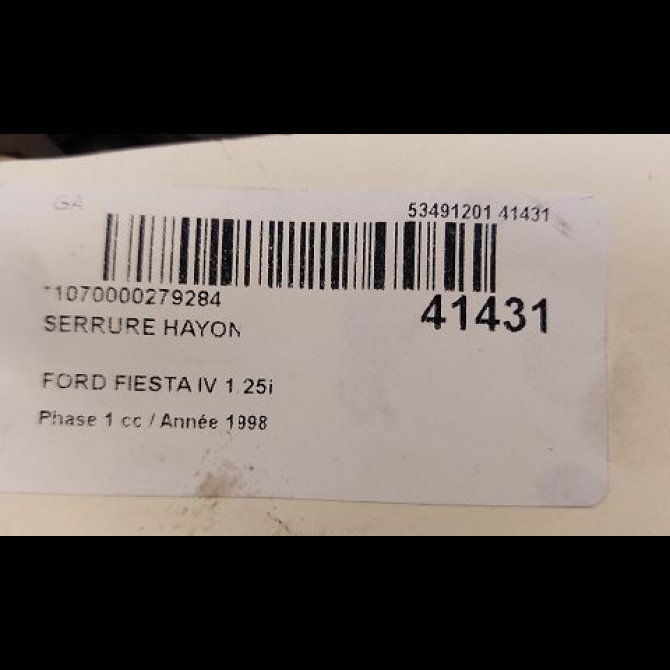 GA
53491201 41431
*1070000279284
41431
SERRURE HAYON
FORD FIESTA IV 1.25i
Phase 1 cc / Année 1998